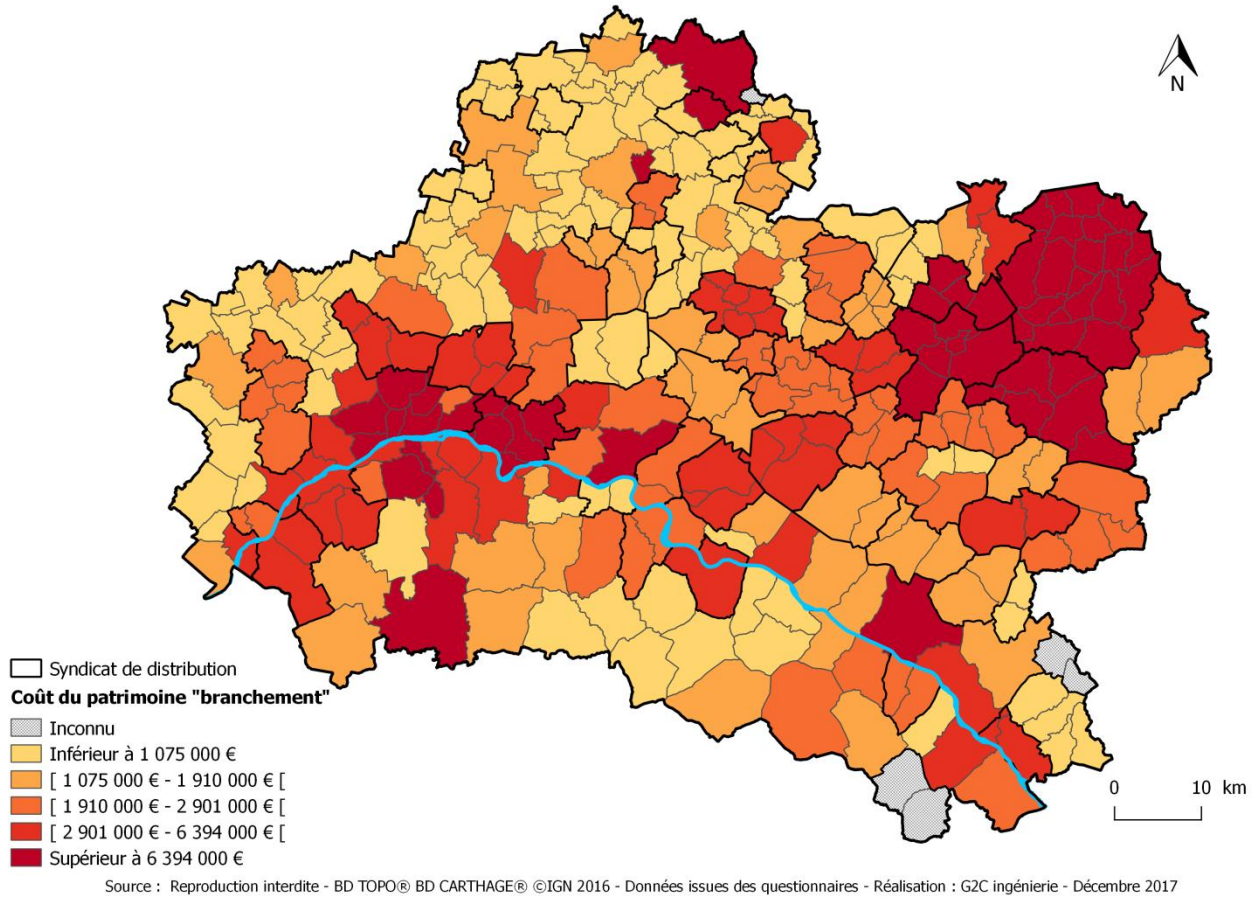 N
Syndicat de distribution
Coût du patrimoine "branchement"
Inconnu
Inférieur à 1 075 000 €
[ 1 075 000 € - 1 910 000 € [
[ 1 910 000 € - 2 901 000 € [
[ 2 901 000 € - 6 394 000 € [
Supérieur à 6 394 000 €
0 10 km
Source : Reproduction interdite - BD TOPO® BD CARTHAGE® ©IGN 2016 - Données issues des questionnaires - Réalisation : G2C ingénierie - Décembre 2017